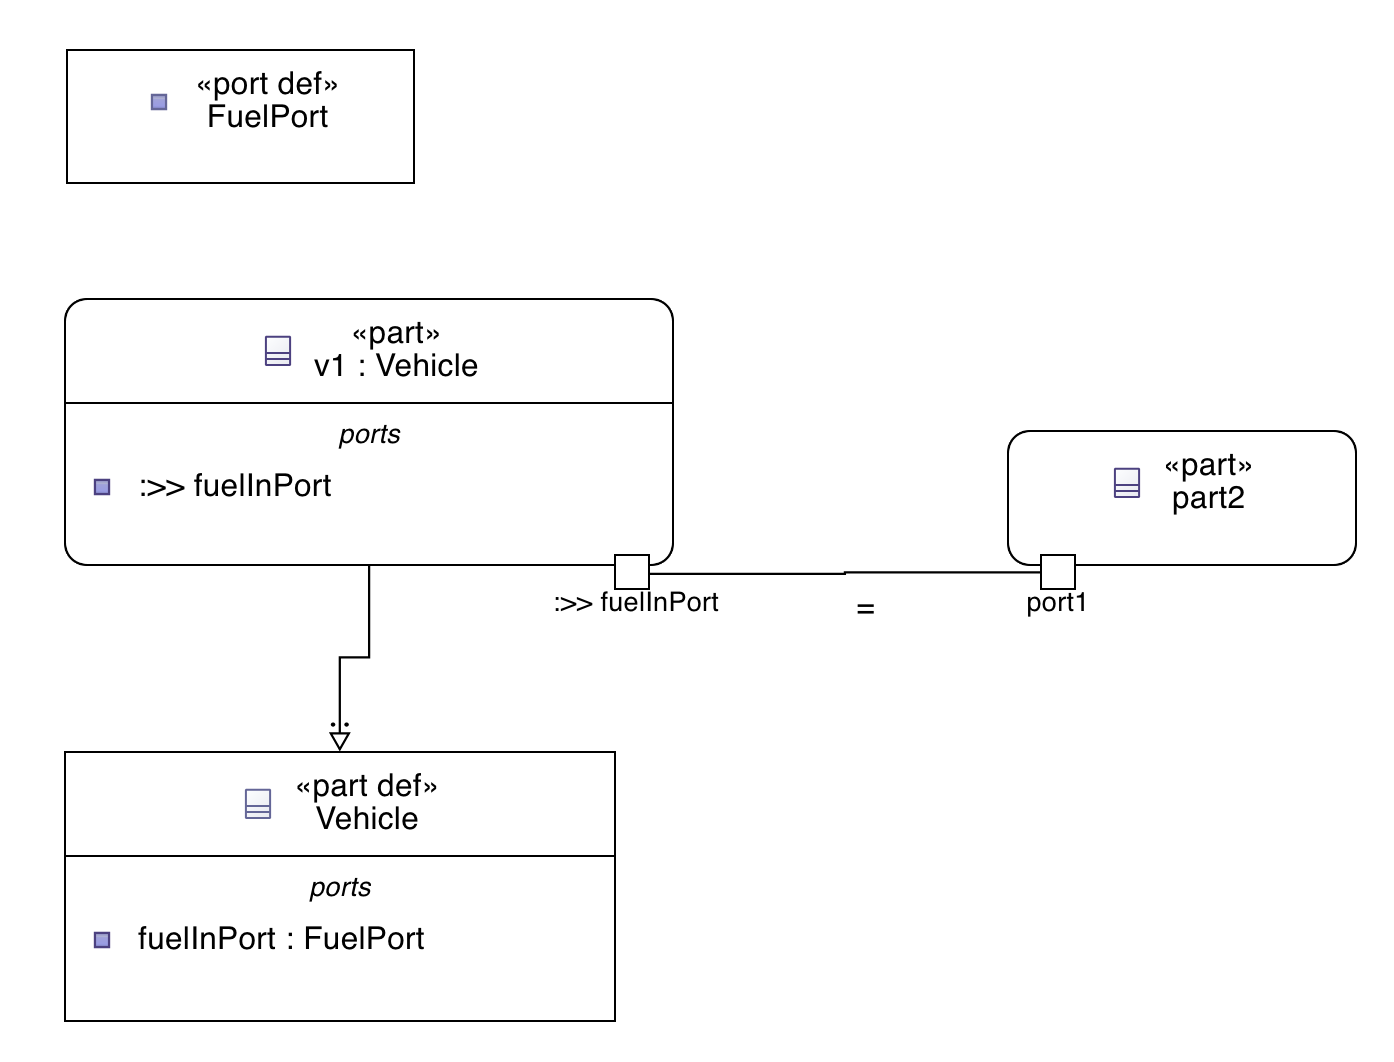 «port def»
FuelPort
«part»
v1 : Vehicle
ports
:>> fuelInPort
«part»
part2
:>> fuelInPort
=
port1
«part def»
Vehicle
ports
fuelInPort : FuelPort